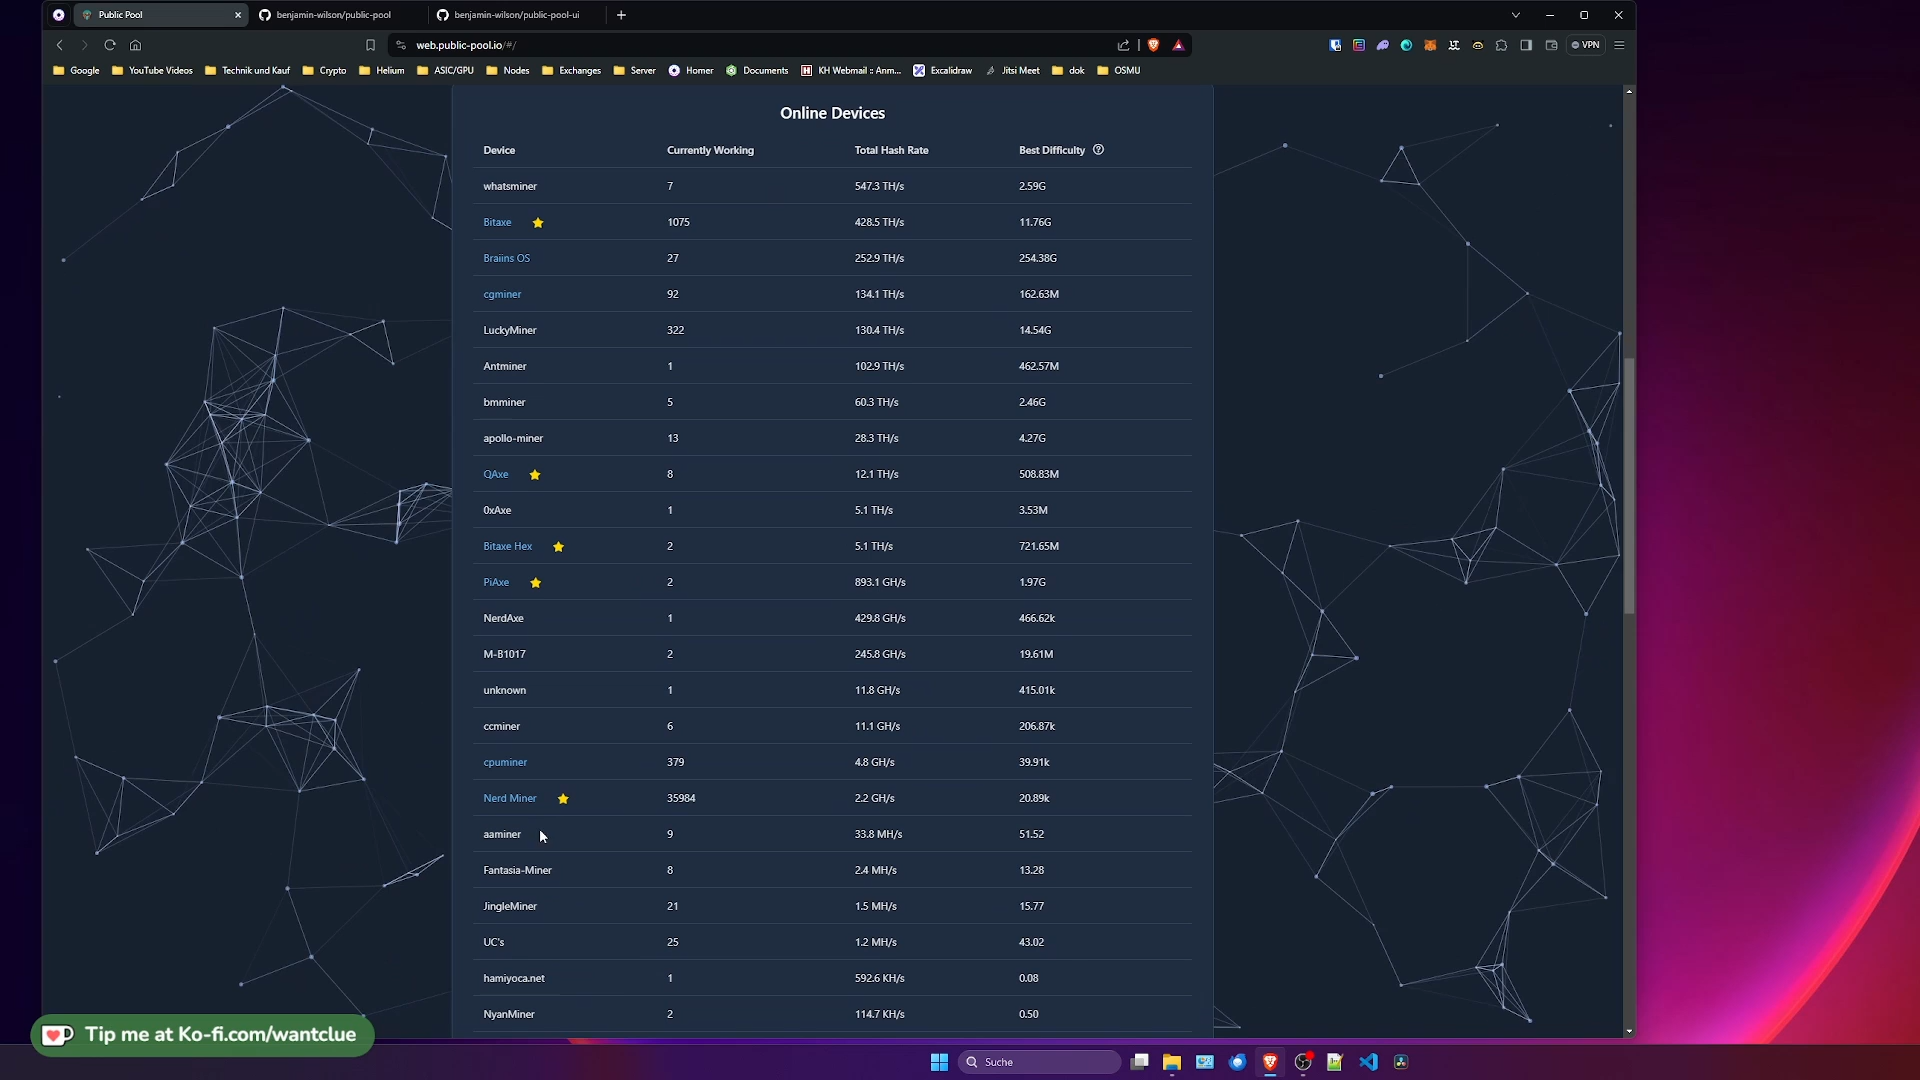 Public Pool
benjamin-wilson/public-pool
benjamin-wilson/public-pool-ui
web.public-pool.io/#/
VPN
Google
YouTube Videos
Technik und Kauf
Crypto
Helium
ASIC/GPU
Nodes
Exchanges
Server
Homer
Documents
KH Webmail :: Anm...
Excalidraw
Jitsi Meet
dok
OSMU
Online Devices
Device Currently Working Total Hash Rate Best Difficulty
whatsminer 7 547.3 TH/s 2.59G
Bitaxe 1075 428.5 TH/s 11.76G
Braiins OS 27 252.9 TH/s 254.38G
cgminer 92 134.1 TH/s 162.63M
LuckyMiner 322 130.4 TH/s 14.54G
Antminer 1 102.9 TH/s 462.57M
bmminer 5 60.3 TH/s 2.46G
apollo-miner 13 28.3 TH/s 4.27G
QAxe 8 12.1 TH/s 508.83M
0xAxe 1 5.1 TH/s 3.53M
Bitaxe Hex 2 5.1 TH/s 721.65M
PiAxe 2 893.1 GH/s 1.97G
NerdAxe 1 429.8 GH/s 466.62k
M-B1017 2 245.8 GH/s 19.61M
unknown 1 11.8 GH/s 415.01k
ccminer 6 11.1 GH/s 206.87k
cpuminer 379 4.8 GH/s 39.91k
Nerd Miner 35984 2.2 GH/s 20.89k
aaminer 9 33.8 MH/s 51.52
Fantasia-Miner 8 2.4 MH/s 13.28
JingleMiner 21 1.5 MH/s 15.77
UC's 25 1.2 MH/s 43.02
hamiyoca.net 1 592.6 KH/s 0.08
NyanMiner 2 114.7 KH/s 0.50
Tip me at Ko-fi.com/wantclue
Suche